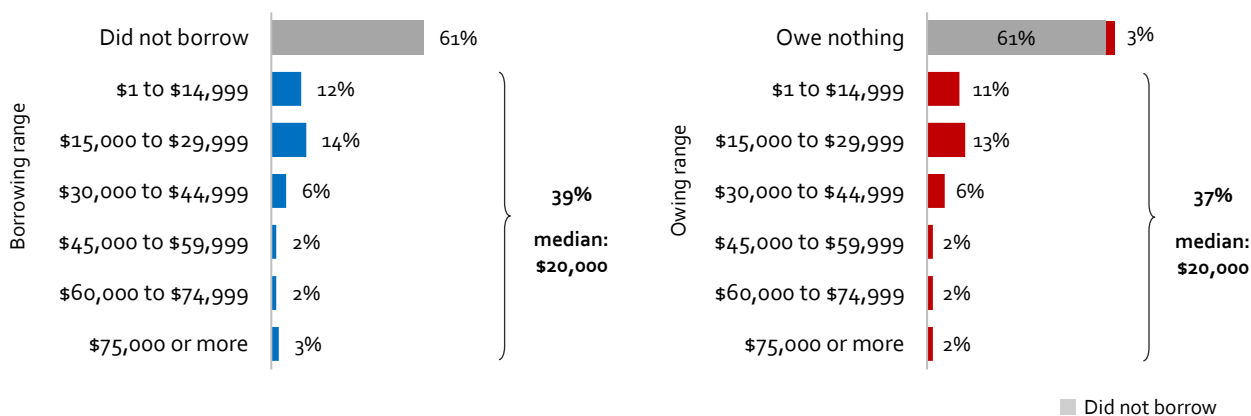 Did not borrow 61%
$1 to $14,999 12%
$15,000 to $29,999 14%
$30,000 to $44,999 6%
$45,000 to $59,999 2%
$60,000 to $74,999 2%
$75,000 or more 3%
Borrowing range
39%
median:
$20,000
Owe nothing 61% 3%
$1 to $14,999 11%
$15,000 to $29,999 13%
$30,000 to $44,999 6%
$45,000 to $59,999 2%
$60,000 to $74,999 2%
$75,000 or more 2%
Owing range
37%
median:
$20,000
Did not borrow